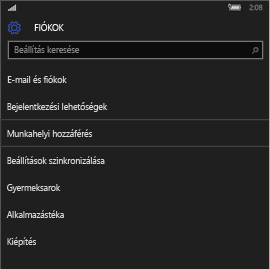 2:08
FIÓKOK
Beállítás keresése
E-mail és fiókok
Bejelentkezési lehetőségek
Munkahelyi hozzáférés
Beállítások szinkronizálása
Gyermeksarok
Alkalmazástéka
Kiépítés